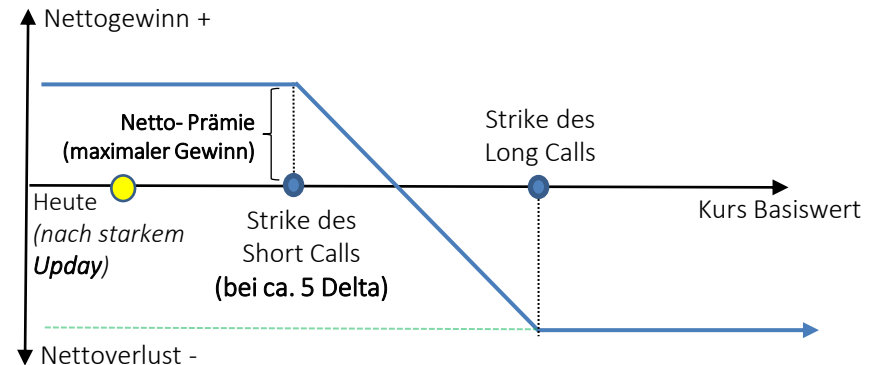 Nettogewinn +
Netto- Prämie
(maximaler Gewinn)
Strike des
Long Calls
Heute
(nach starkem
Upday)
Strike des
Short Calls
(bei ca. 5 Delta)
Kurs Basiswert
Nettoverlust -